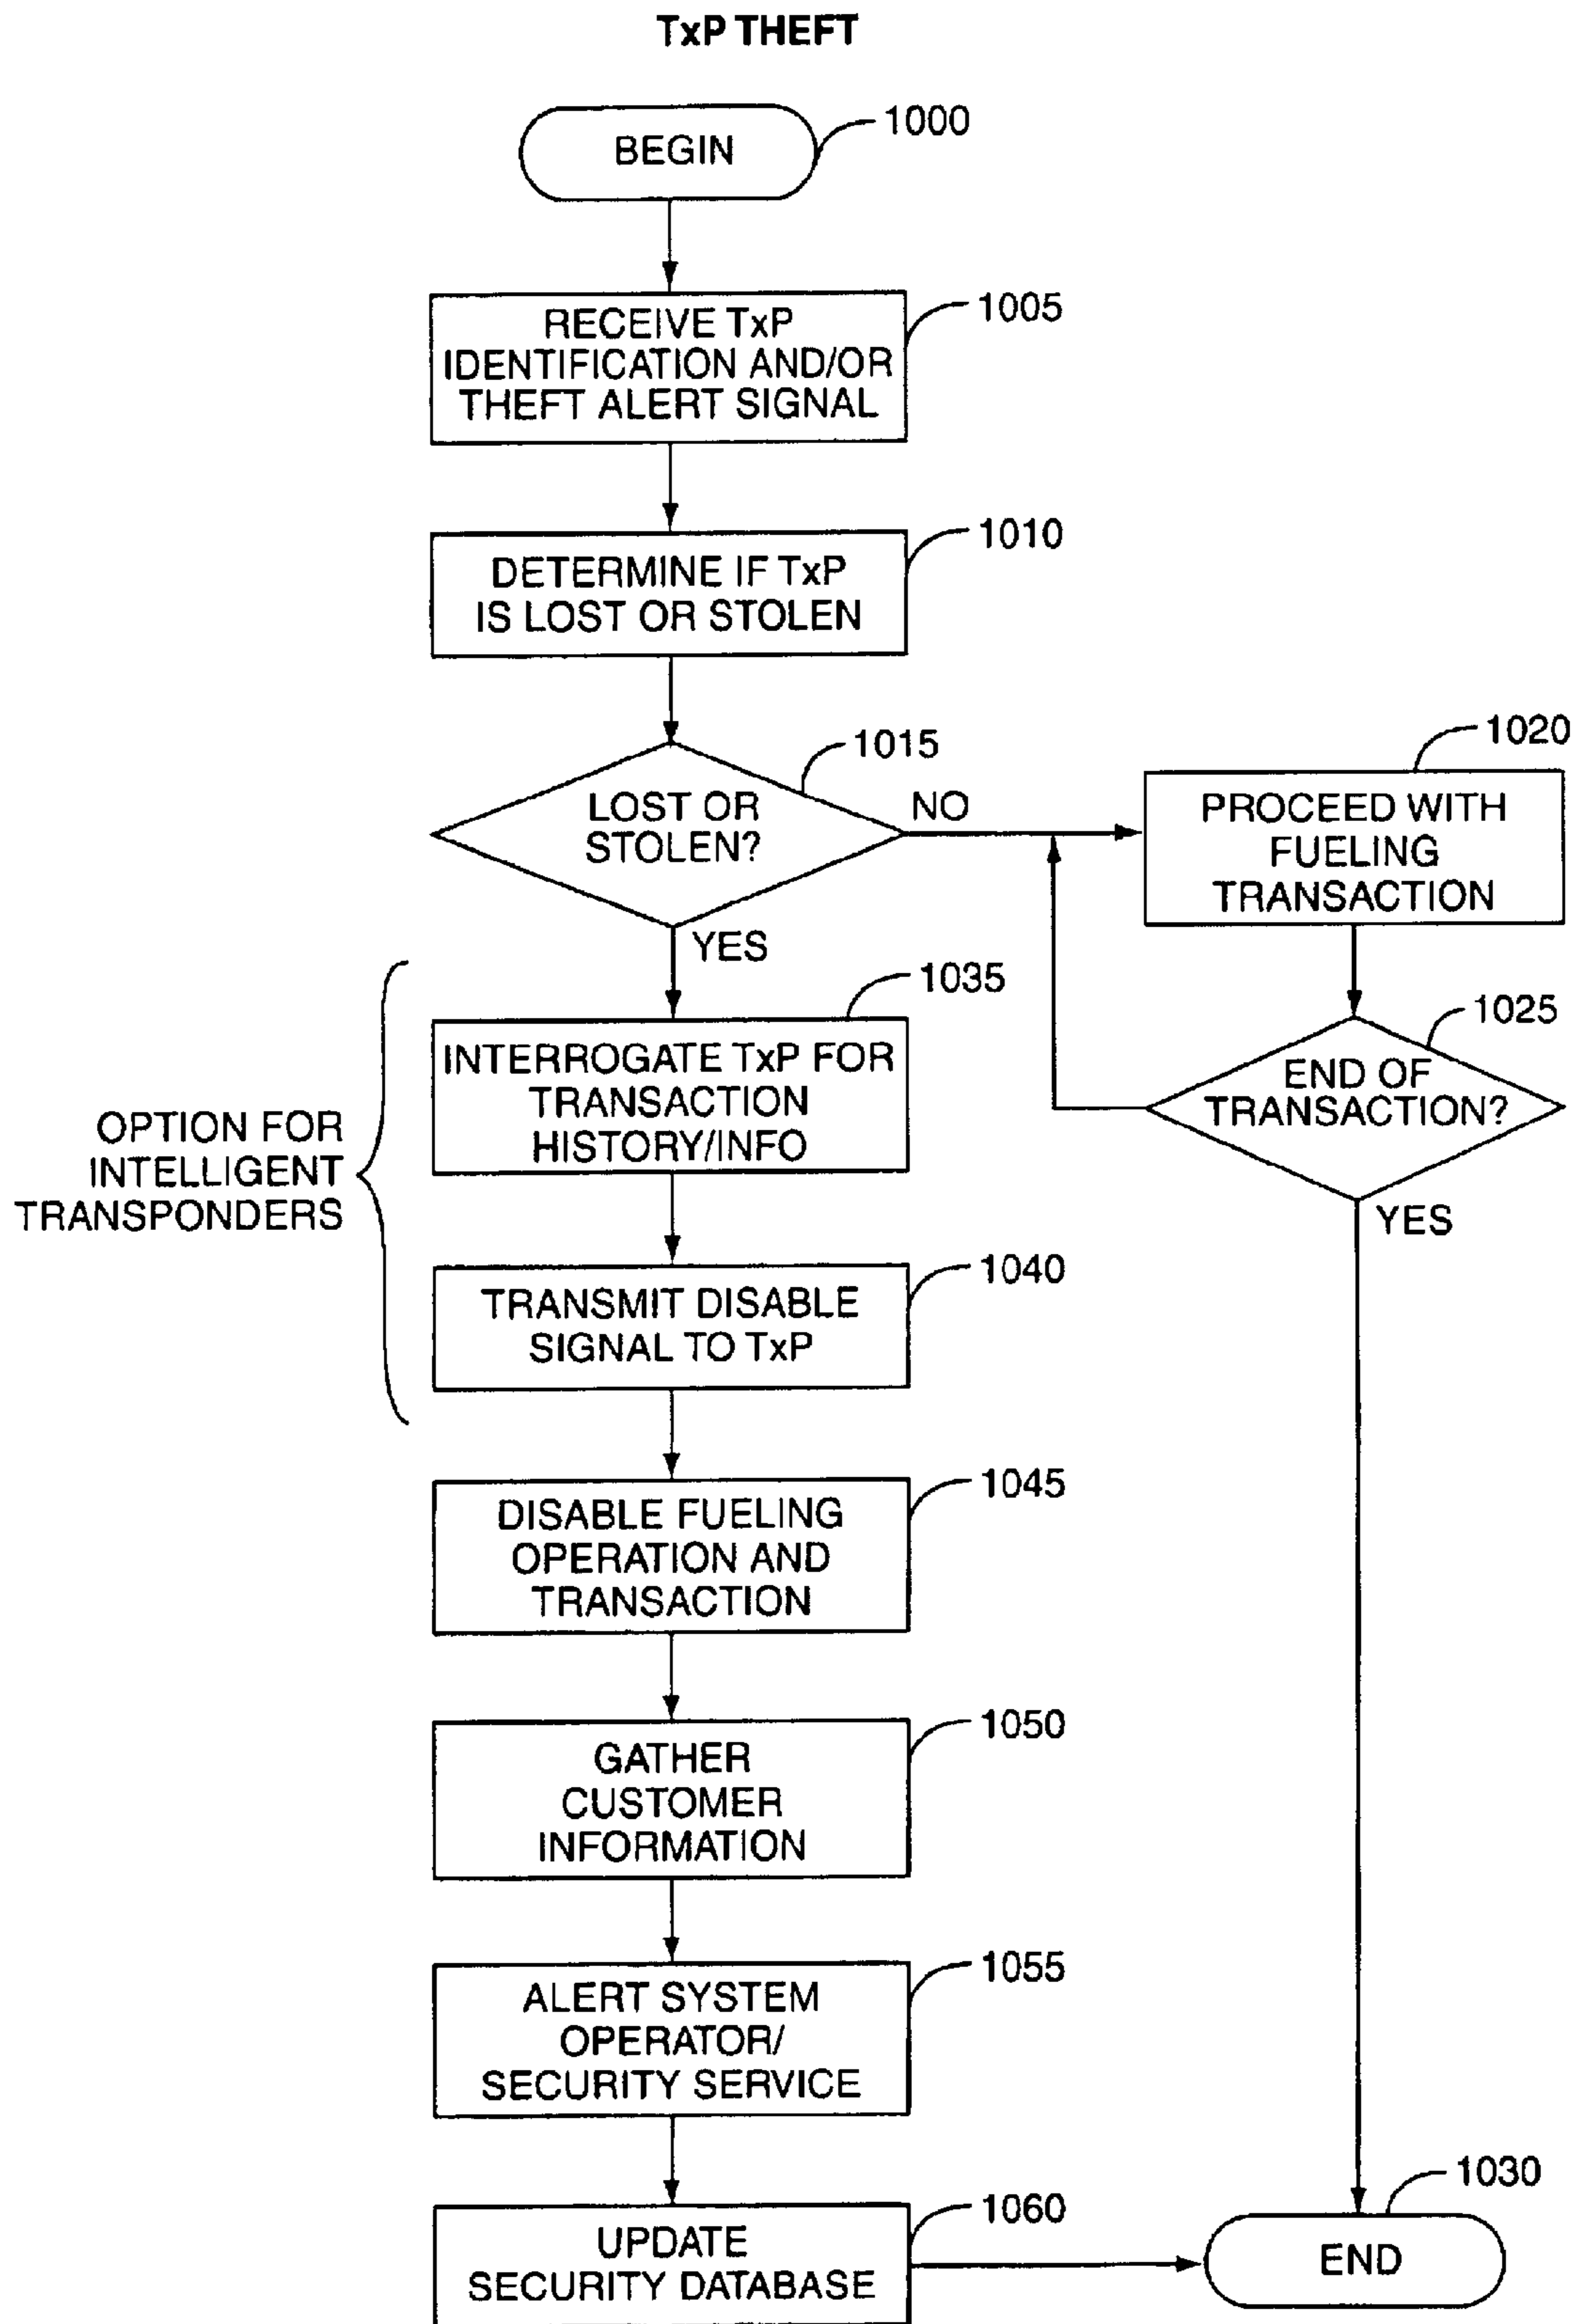 TxP THEFT
BEGIN
1000
RECEIVE TxP
IDENTIFICATION AND/OR
THEFT ALERT SIGNAL
1005
DETERMINE IF TxP
IS LOST OR STOLEN
1010
LOST OR
STOLEN?
1015
NO
YES
PROCEED WITH
FUELING
TRANSACTION
1020
END OF
TRANSACTION?
1025
YES
OPTION FOR
INTELLIGENT
TRANSPONDERS
INTERROGATE TxP FOR
TRANSACTION
HISTORY/INFO
1035
TRANSMIT DISABLE
SIGNAL TO TxP
1040
DISABLE FUELING
OPERATION AND
TRANSACTION
1045
GATHER
CUSTOMER
INFORMATION
1050
ALERT SYSTEM
OPERATOR/
SECURITY SERVICE
1055
UPDATE
SECURITY DATABASE
1060
END
1030